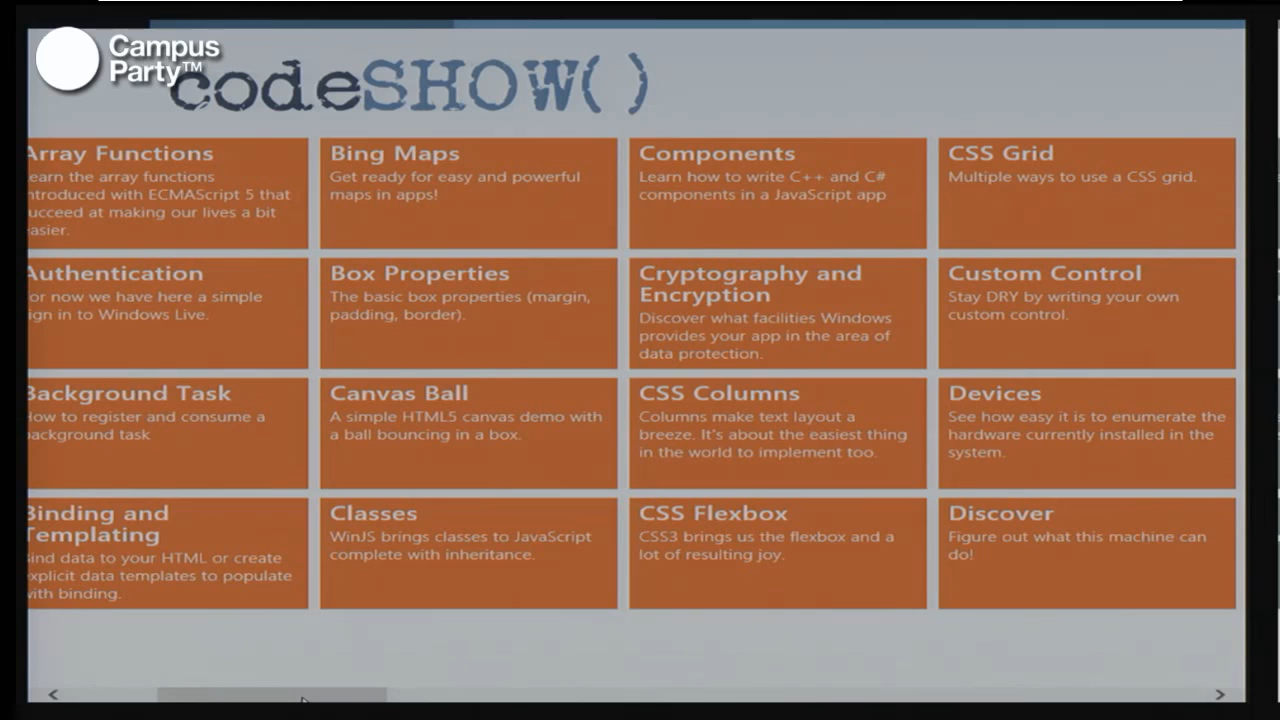 Campus
Party™
codeSHOW()
Array Functions
Learn the array functions
introduced with ECMAScript 5 that
succeed at making our lives a bit
easier.
Bing Maps
Get ready for easy and powerful
maps in apps!
Components
Learn how to write C++ and C#
components in a JavaScript app
CSS Grid
Multiple ways to use a CSS grid.
Authentication
For now we have here a simple
sign in to Windows Live.
Box Properties
The basic box properties (margin,
padding, border).
Cryptography and
Encryption
Discover what facilities Windows
provides your app in the area of
data protection.
Custom Control
Stay DRY by writing your own
custom control.
Background Task
How to register and consume a
background task
Canvas Ball
A simple HTML5 canvas demo with
a ball bouncing in a box.
CSS Columns
Columns make text layout a
breeze. It's about the easiest thing
in the world to implement too.
Devices
See how easy it is to enumerate the
hardware currently installed in the
system.
Binding and
Templating
Bind data to your HTML or create
explicit data templates to populate
with binding.
Classes
WinJS brings classes to JavaScript
complete with inheritance.
CSS Flexbox
CSS3 brings us the flexbox and a
lot of resulting joy.
Discover
Figure out what this machine can
do!